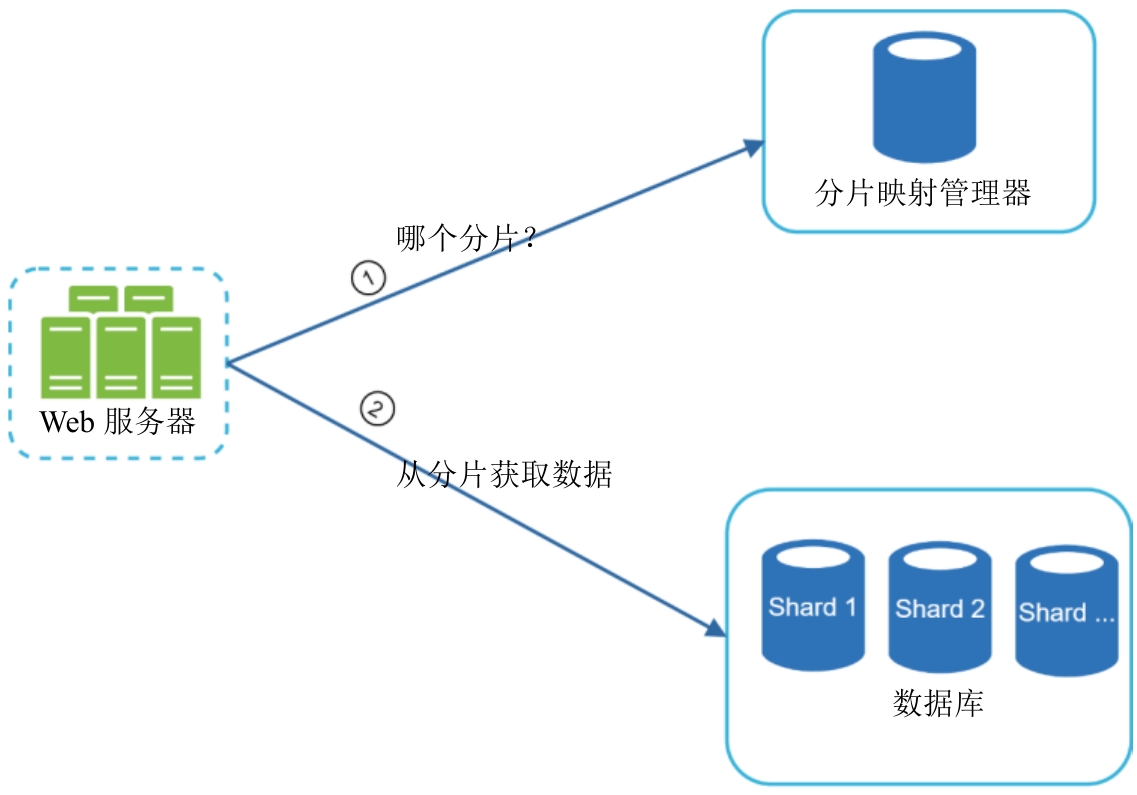 分片映射管理器
哪个分片？
①
Web 服务器
②
从分片获取数据
Shard 1
Shard 2
Shard ...
数据库